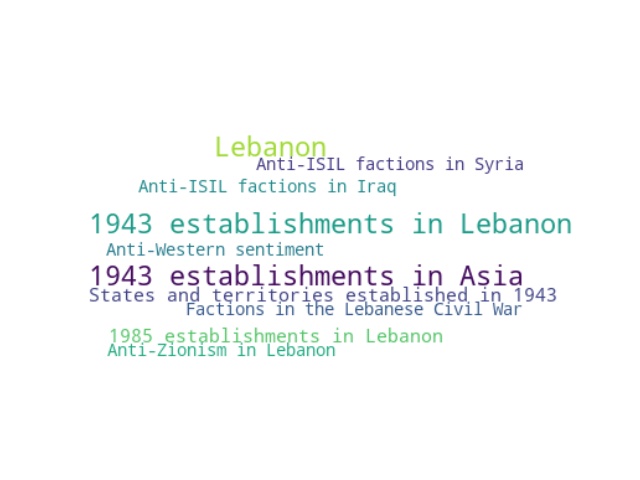 Lebanon
Anti-ISIL factions in Syria
Anti-ISIL factions in Iraq
1943 establishments in Lebanon
Anti-Western sentiment
1943 establishments in Asia
States and territories established in 1943
Factions in the Lebanese Civil War
1985 establishments in Lebanon
Anti-Zionism in Lebanon